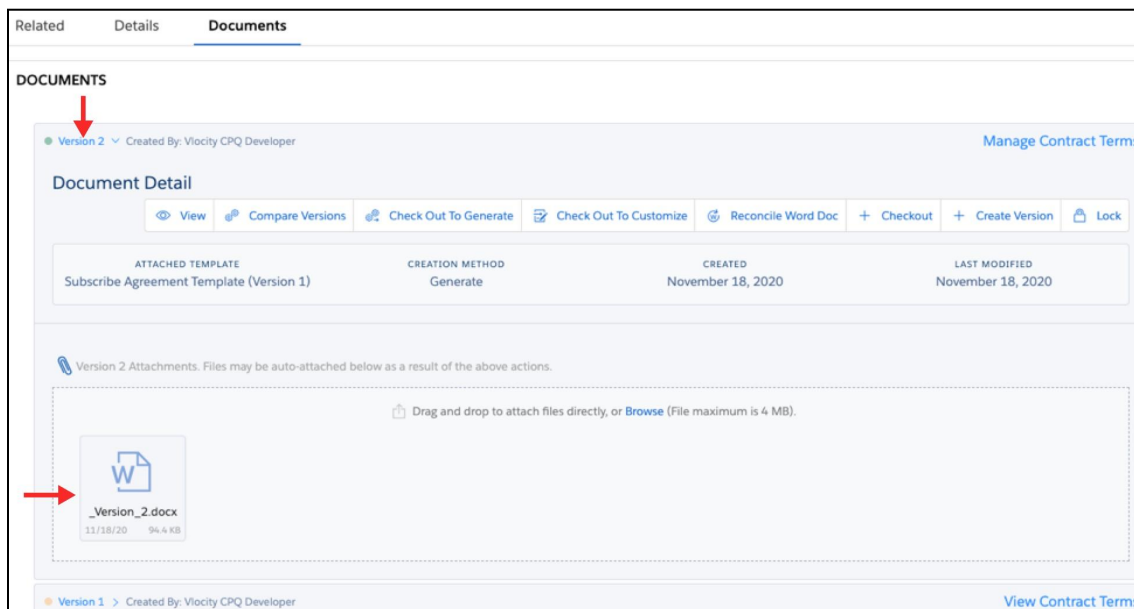 Related Details Documents
DOCUMENTS
Version 2 Created By: Vlocity CPQ Developer Manage Contract Terms
Document Detail
View Compare Versions Check Out To Generate Check Out To Customize Reconcile Word Doc + Checkout + Create Version Lock
ATTACHED TEMPLATE CREATION METHOD CREATED LAST MODIFIED
Subscribe Agreement Template (Version 1) Generate November 18, 2020 November 18, 2020
Version 2 Attachments. Files may be auto-attached below as a result of the above actions.
Drag and drop to attach files directly, or Browse (File maximum is 4 MB).
W
_Version_2.docx
11/18/20 94.4 KB
Version 1 > Created By: Vlocity CPQ Developer View Contract Terms